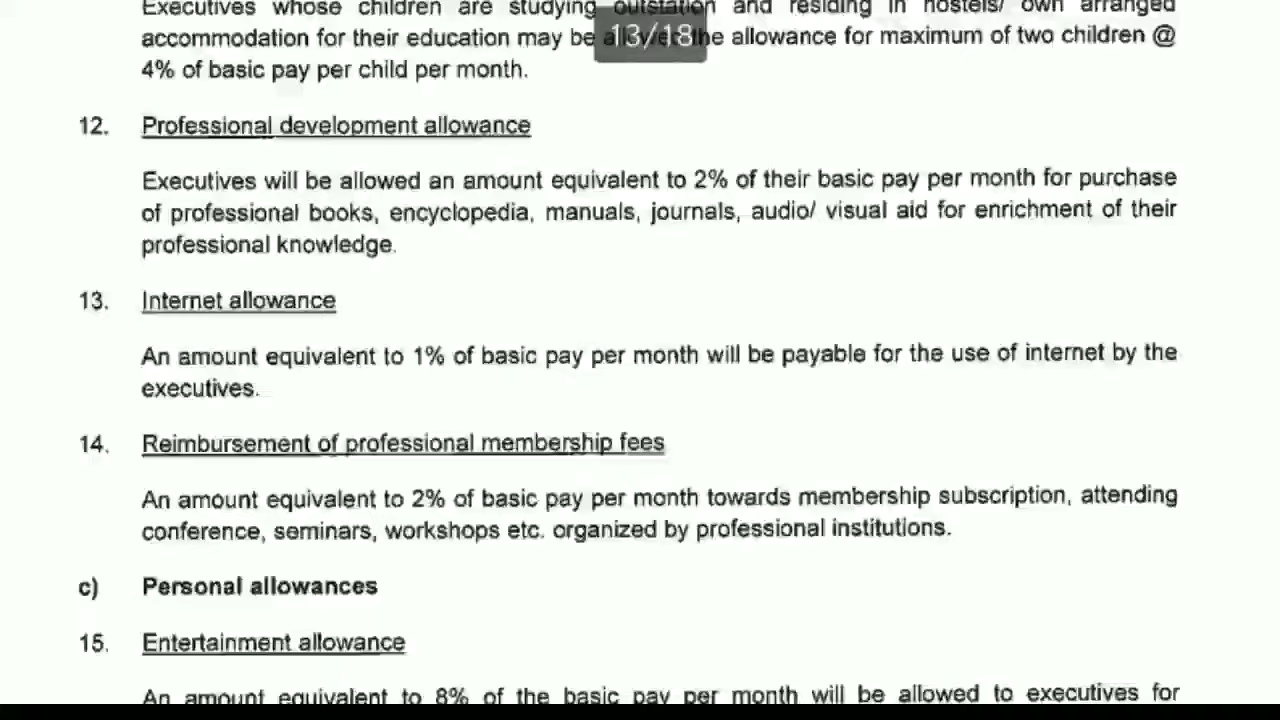 Executives whose children are studying outstation and residing in hostels/ own arranged
accommodation for their education may be the allowance for maximum of two children @
13/18
4% of basic pay per child per month.
12. Professional development allowance
Executives will be allowed an amount equivalent to 2% of their basic pay per month for purchase
of professional books, encyclopedia, manuals, journals, audio/ visual aid for enrichment of their
professional knowledge.
13. Internet allowance
An amount equivalent to 1% of basic pay per month will be payable for the use of internet by the
executives.
14. Reimbursement of professional membership fees
An amount equivalent to 2% of basic pay per month towards membership subscription, attending
conference, seminars, workshops etc. organized by professional institutions.
c) Personal allowances
15. Entertainment allowance
An amount equivalent to 8% of the basic pay per month will be allowed to executives for